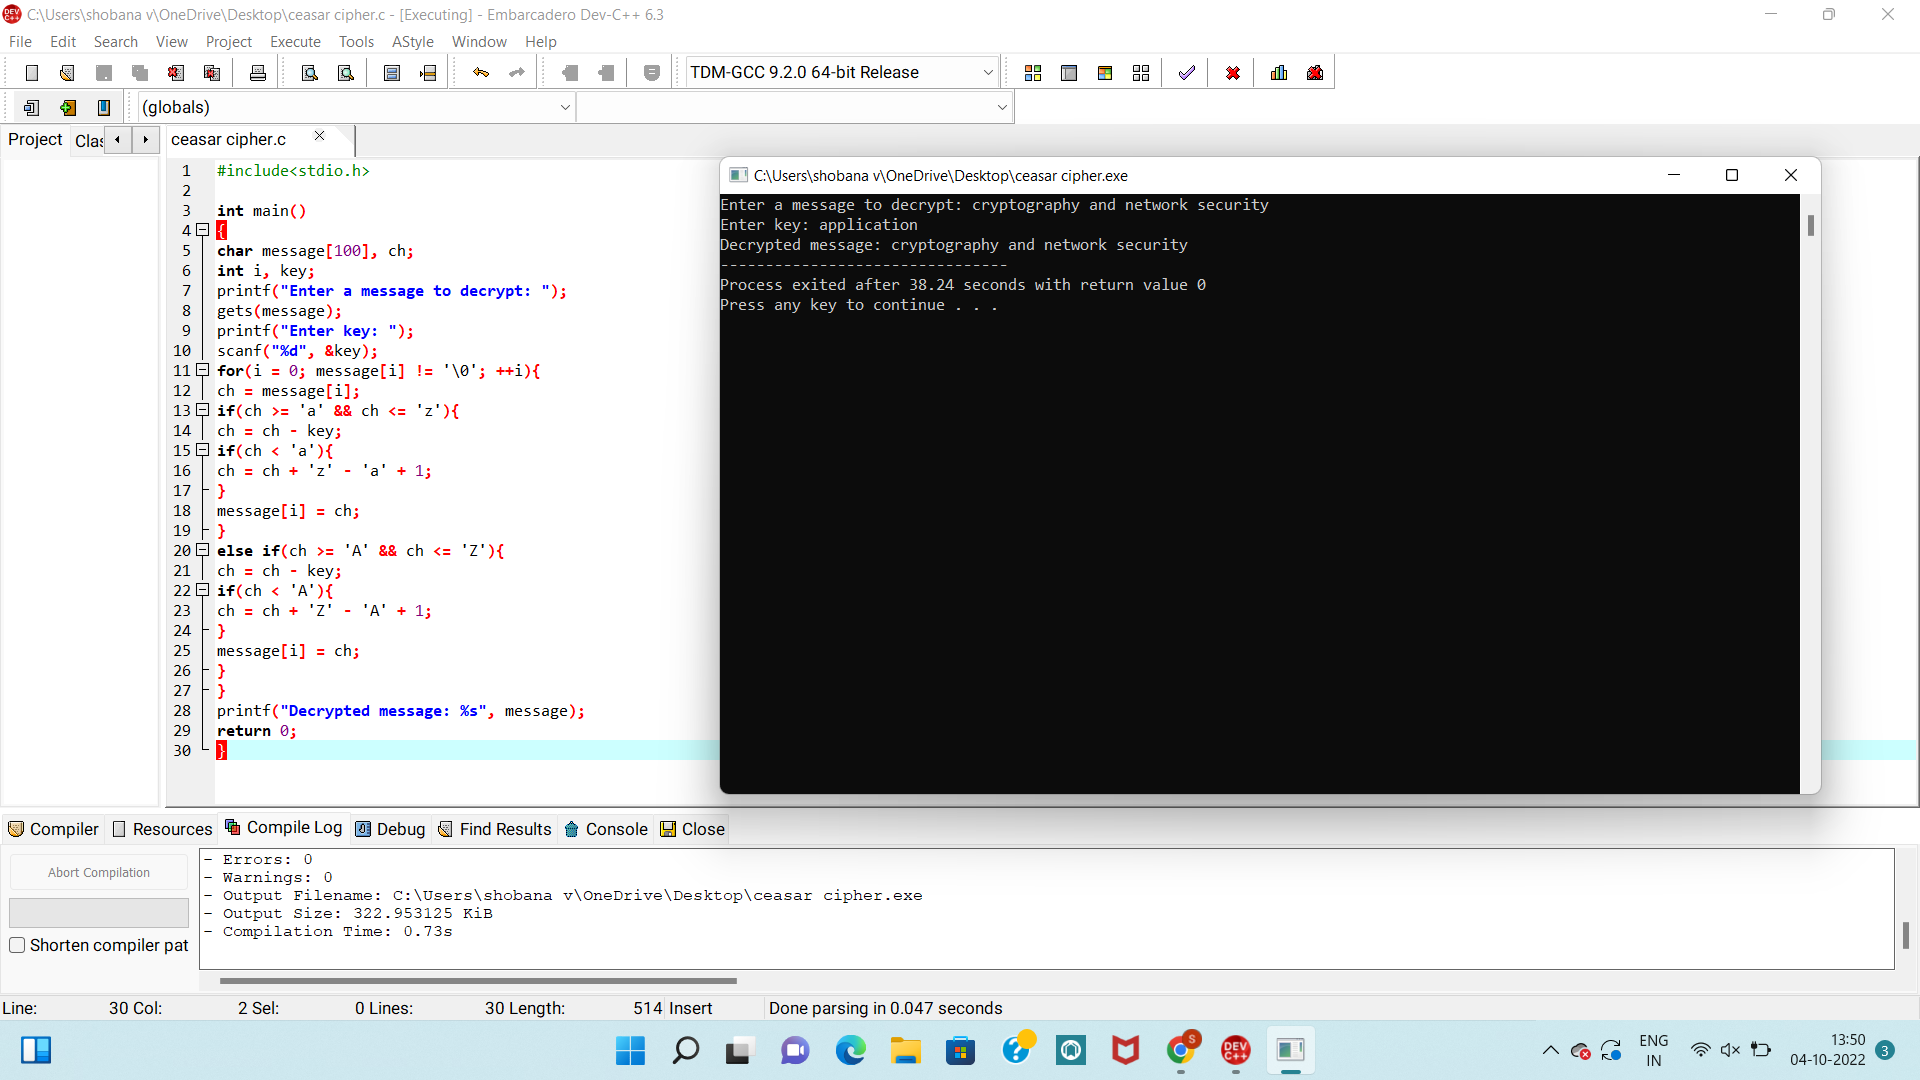 C:\Users\shobana v\OneDrive\Desktop\ceasar cipher.c - [Executing] - Embarcadero Dev-C++ 6.3
File Edit Search View Project Execute Tools AStyle Window Help
TDM-GCC 9.2.0 64-bit Release
(globals)
Project Clas ceasar cipher.c
1 #include<stdio.h>
2
3 int main()
4 {
5 char message[100], ch;
6 int i, key;
7 printf("Enter a message to decrypt: ");
8 gets(message);
9 printf("Enter key: ");
10 scanf("%d", &key);
11 for(i = 0; message[i] != '\0'; ++i){
12 ch = message[i];
13 if(ch >= 'a' && ch <= 'z'){
14 ch = ch - key;
15 if(ch < 'a'){
16 ch = ch + 'z' - 'a' + 1;
17 }
18 message[i] = ch;
19 }
20 else if(ch >= 'A' && ch <= 'Z'){
21 ch = ch - key;
22 if(ch < 'A'){
23 ch = ch + 'Z' - 'A' + 1;
24 }
25 message[i] = ch;
26 }
27 }
28 printf("Decrypted message: %s", message);
29 return 0;
30 }
C:\Users\shobana v\OneDrive\Desktop\ceasar cipher.exe
Enter a message to decrypt: cryptography and network security
Enter key: application
Decrypted message: cryptography and network security
--------------------------------
Process exited after 38.24 seconds with return value 0
Press any key to continue . . .
Compiler Resources Compile Log Debug Find Results Console Close
Abort Compilation
Shorten compiler pat
- Errors: 0
- Warnings: 0
- Output Filename: C:\Users\shobana v\OneDrive\Desktop\ceasar cipher.exe
- Output Size: 322.953125 KiB
- Compilation Time: 0.73s
Line: 30 Col: 2 Sel: 0 Lines: 30 Length: 514 Insert Done parsing in 0.047 seconds
S
DEV C++
ENG
IN
13:50
04-10-2022
3